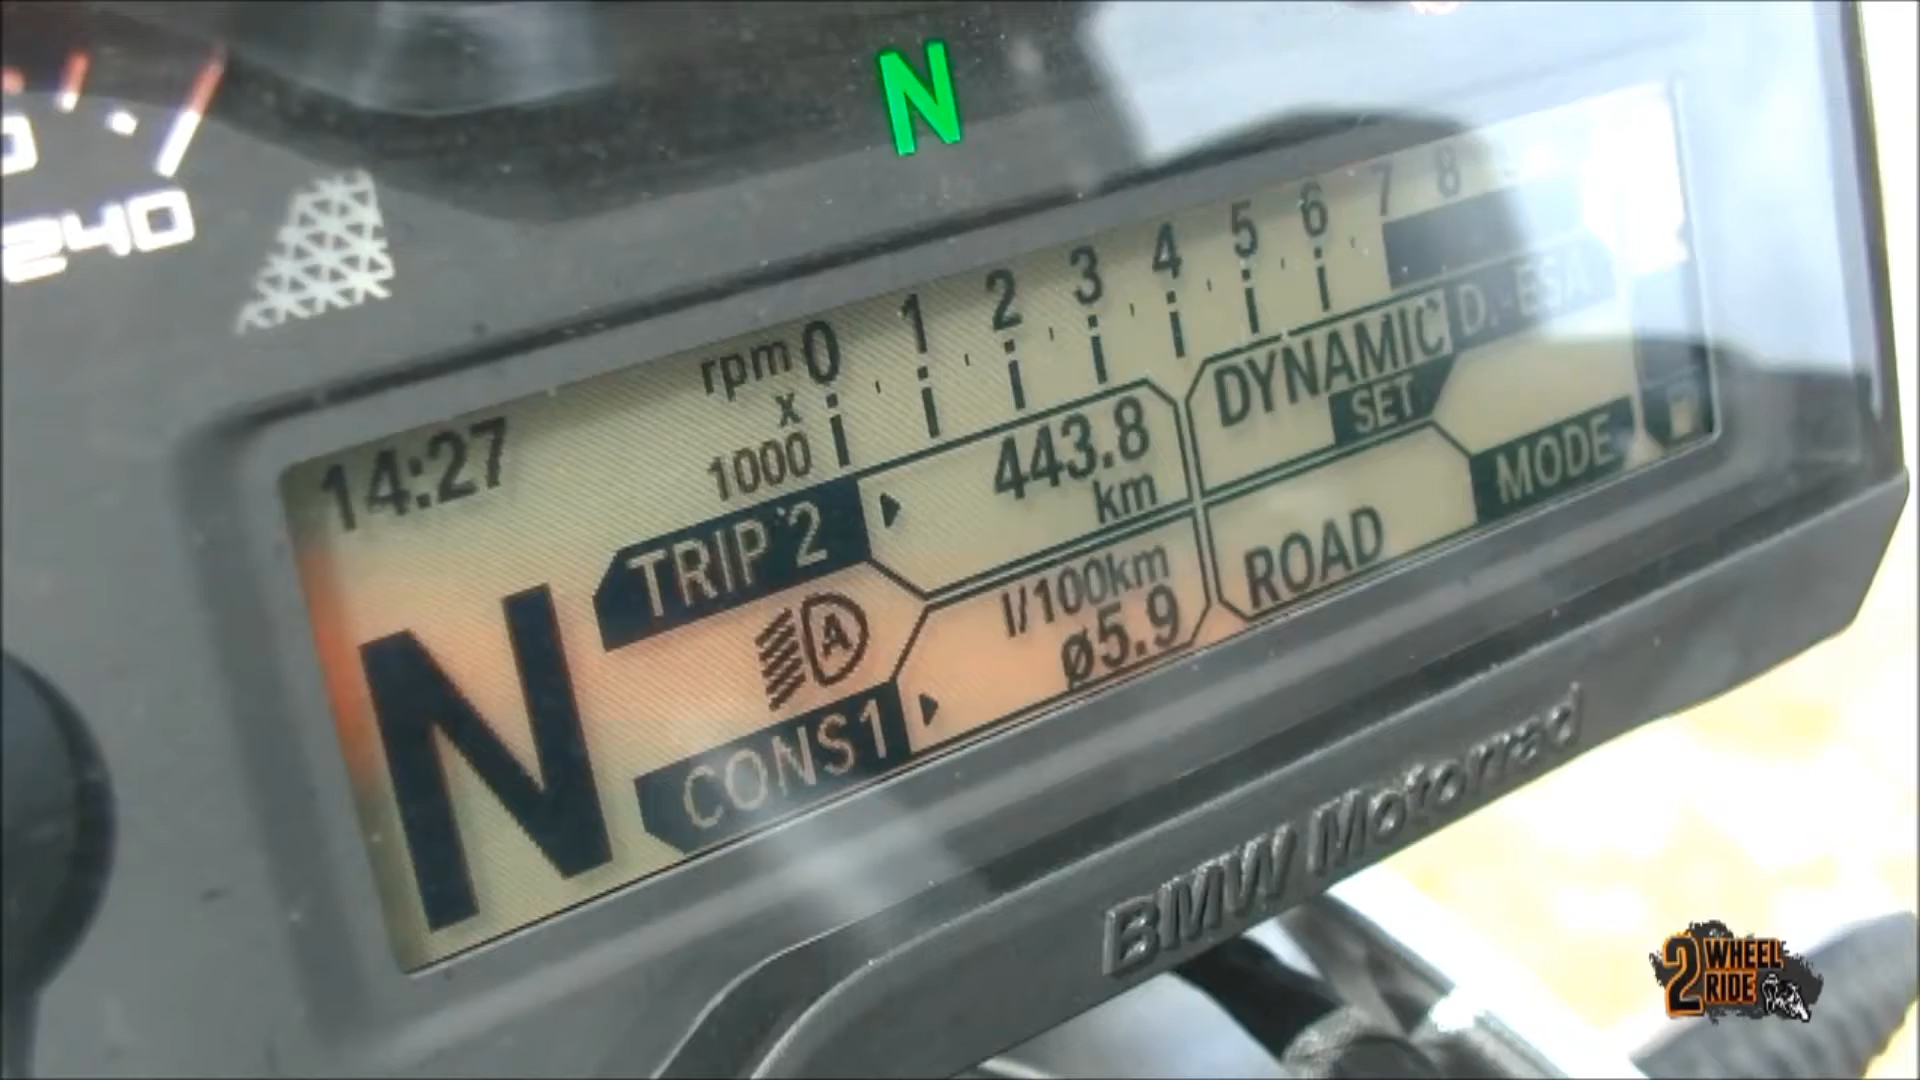 N
240
0 1 2 3 4 5 6 7 8
rpm
x
1000
14:27
TRIP 2
443.8
km
DYNAMIC D.-ESA
SET
MODE
ROAD
A
l/100km
ø5.9
CONS1
N
BMW Motorrad
2 WHEEL
RIDE